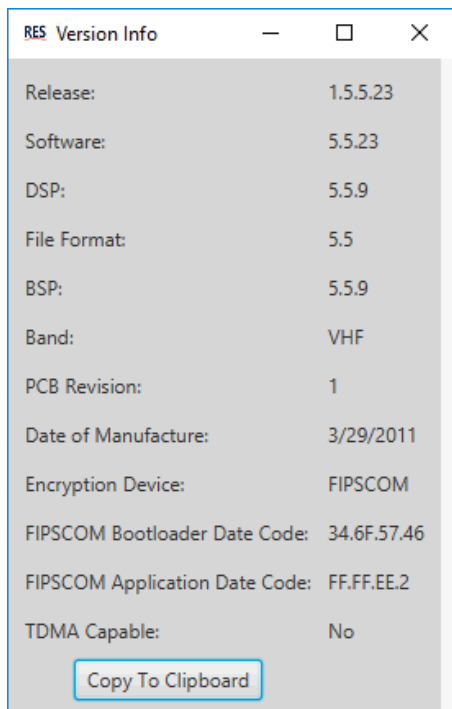 RES Version Info
Release: 1.5.5.23
Software: 5.5.23
DSP: 5.5.9
File Format: 5.5
BSP: 5.5.9
Band: VHF
PCB Revision: 1
Date of Manufacture: 3/29/2011
Encryption Device: FIPSCOM
FIPSCOM Bootloader Date Code: 34.6F.57.46
FIPSCOM Application Date Code: FF.FF.EE.2
TDMA Capable: No
Copy To Clipboard